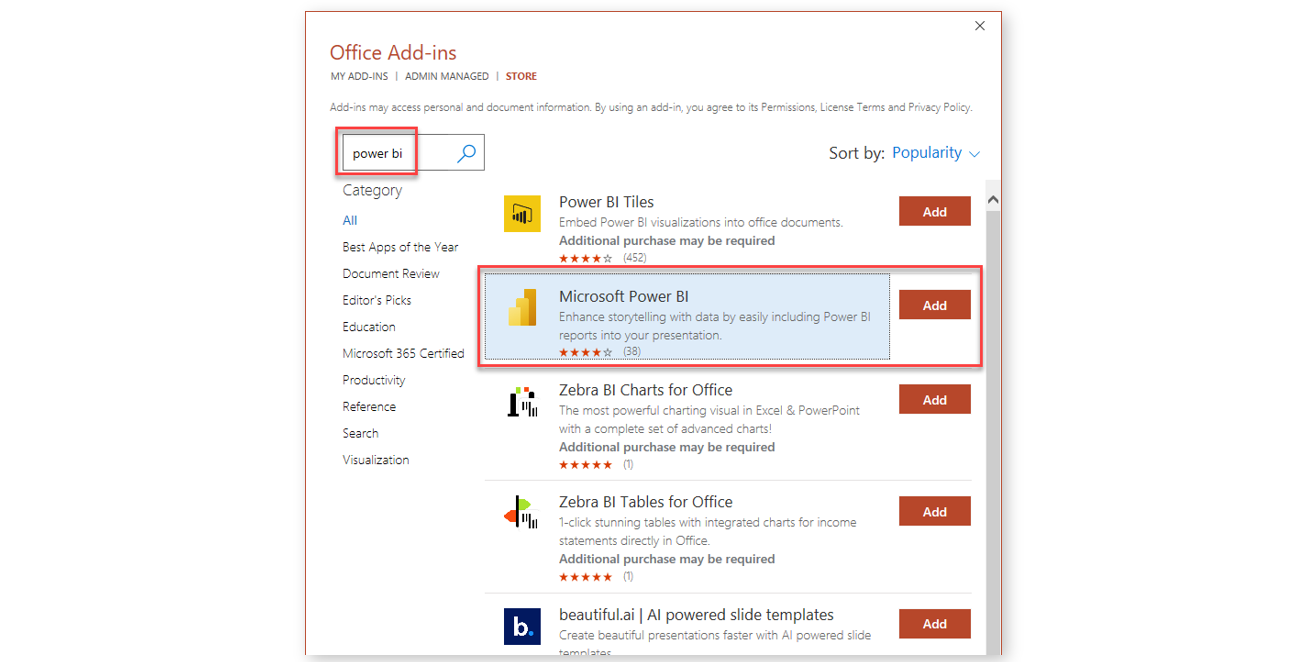 Office Add-ins
MY ADD-INS | ADMIN MANAGED | STORE
Add-ins may access personal and document information. By using an add-in, you agree to its Permissions, License Terms and Privacy Policy.
power bi
Sort by: Popularity
Category
All
Best Apps of the Year
Document Review
Editor's Picks
Education
Microsoft 365 Certified
Productivity
Reference
Search
Visualization
Power BI Tiles
Embed Power BI visualizations into office documents.
Additional purchase may be required
(452)
Add
Microsoft Power BI
Enhance storytelling with data by easily including Power BI
reports into your presentation.
(38)
Add
Zebra BI Charts for Office
The most powerful charting visual in Excel & PowerPoint
with a complete set of advanced charts!
Additional purchase may be required
(1)
Add
Zebra BI Tables for Office
1-click stunning tables with integrated charts for income
statements directly in Office.
Additional purchase may be required
(1)
Add
b.
beautiful.ai | AI powered slide templates
Create beautiful presentations faster with AI powered slide
templates
Add